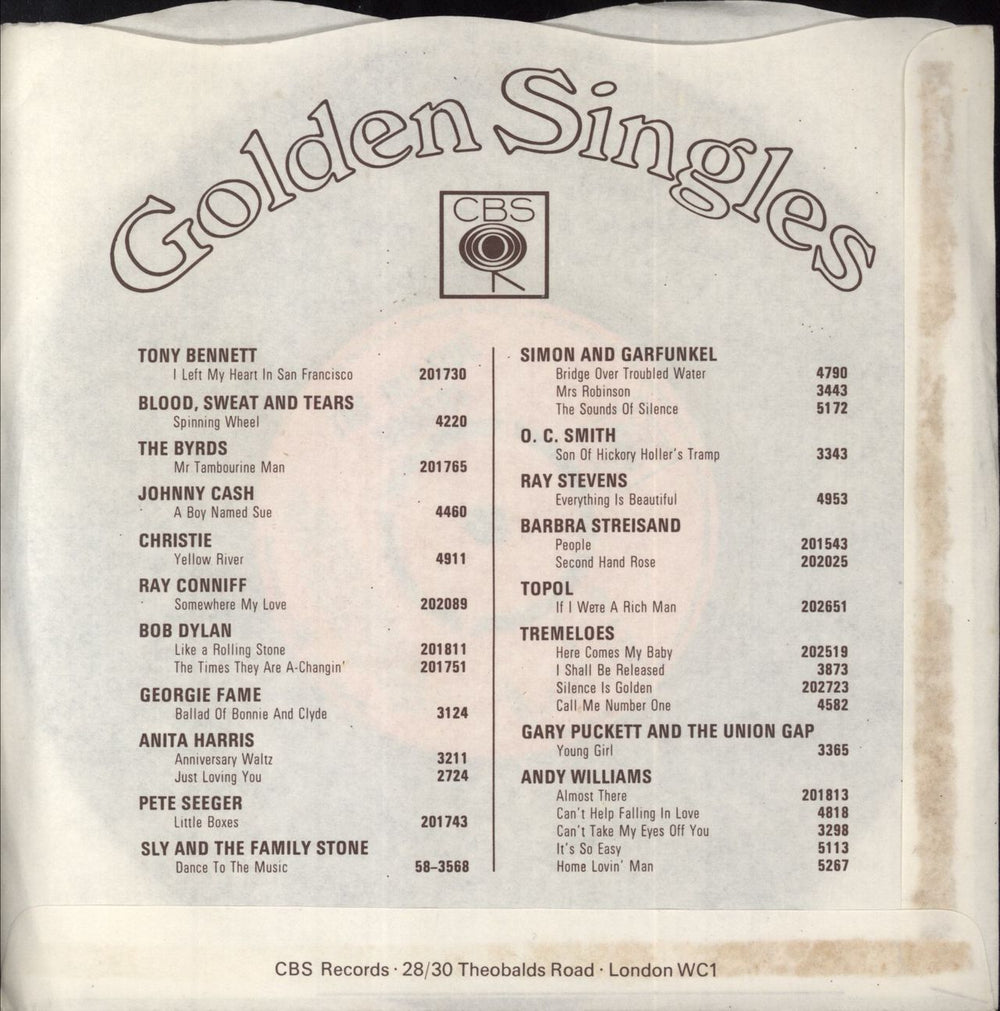 Golden Singles
CBS
TONY BENNETT
I Left My Heart In San Francisco 201730
BLOOD, SWEAT AND TEARS
Spinning Wheel 4220
THE BYRDS
Mr Tambourine Man 201765
JOHNNY CASH
A Boy Named Sue 4460
CHRISTIE
Yellow River 4911
RAY CONNIFF
Somewhere My Love 202089
BOB DYLAN
Like a Rolling Stone 201811
The Times They Are A-Changin' 201751
GEORGIE FAME
Ballad Of Bonnie And Clyde 3124
ANITA HARRIS
Anniversary Waltz 3211
Just Loving You 2724
PETE SEEGER
Little Boxes 201743
SLY AND THE FAMILY STONE
Dance To The Music 58–3568
SIMON AND GARFUNKEL
Bridge Over Troubled Water 4790
Mrs Robinson 3443
The Sounds Of Silence 5172
O. C. SMITH
Son Of Hickory Holler's Tramp 3343
RAY STEVENS
Everything Is Beautiful 4953
BARBRA STREISAND
People 201543
Second Hand Rose 202025
TOPOL
If I Were A Rich Man 202651
TREMELOES
Here Comes My Baby 202519
I Shall Be Released 3873
Silence Is Golden 202723
Call Me Number One 4582
GARY PUCKETT AND THE UNION GAP
Young Girl 3365
ANDY WILLIAMS
Almost There 201813
Can't Help Falling In Love 4818
Can't Take My Eyes Off You 3298
It's So Easy 5113
Home Lovin' Man 5267
CBS Records · 28/30 Theobalds Road · London WC1